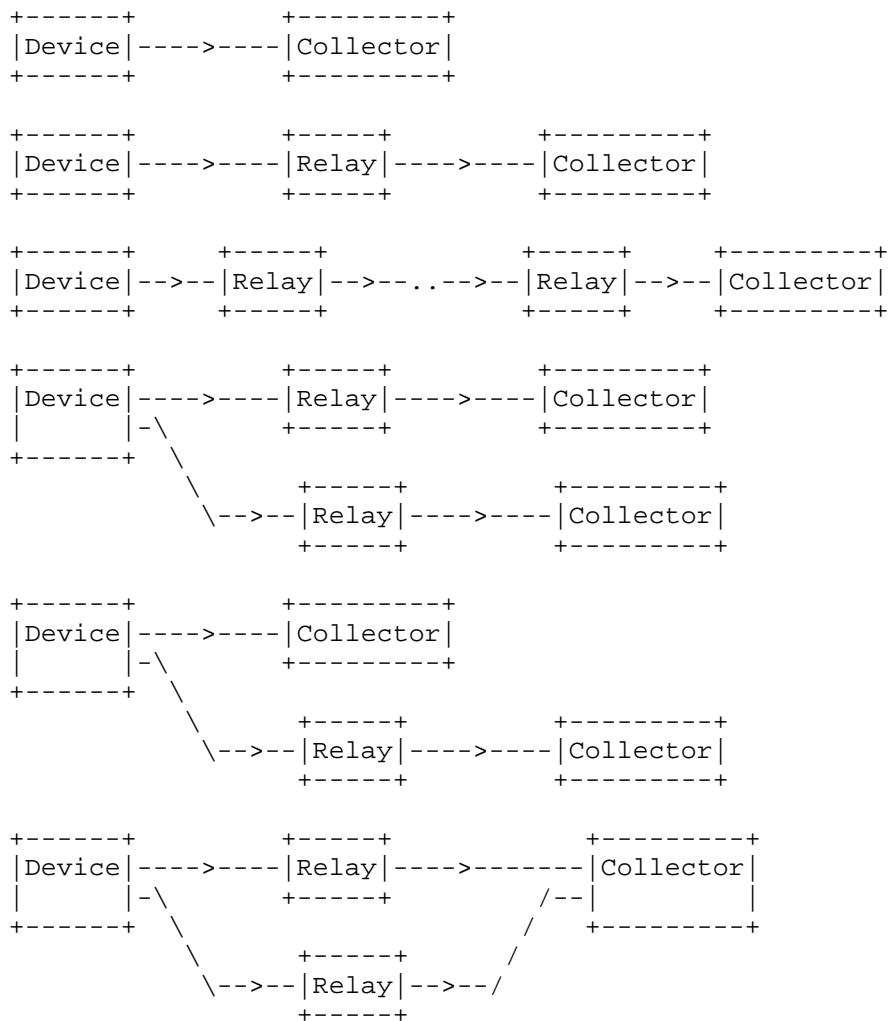 +------+         +---------+
|Device|---->----|Collector|
+------+         +---------+

+------+         +-----+         +---------+
|Device|---->----|Relay|---->----|Collector|
+------+         +-----+         +---------+

+------+     +-----+            +-----+     +---------+
|Device|-->--|Relay|-->--..-->--|Relay|-->--|Collector|
+------+     +-----+            +-----+     +---------+

+------+         +-----+         +---------+
|Device|---->----|Relay|---->----|Collector|
|      |-\       +-----+         +---------+
+------+  \
           \      +-----+         +---------+
            \-->--|Relay|---->----|Collector|
                  +-----+         +---------+

+------+         +---------+
|Device|---->----|Collector|
|      |-\       +---------+
+------+  \
           \      +-----+         +---------+
            \-->--|Relay|---->----|Collector|
                  +-----+         +---------+

+------+         +-----+            +---------+
|Device|---->----|Relay|---->-------|Collector|
|      |-\       +-----+         /--|         |
+------+  \                     /   +---------+
           \      +-----+      /
            \-->--|Relay|-->--/
                  +-----+